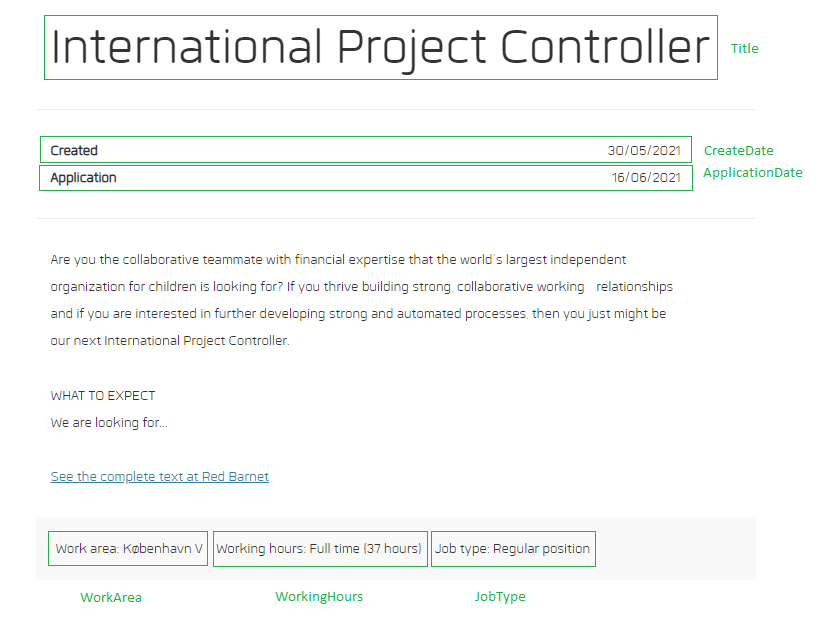 International Project Controller Title
Created 30/05/2021 CreateDate
Application 16/06/2021 ApplicationDate
Are you the collaborative teammate with financial expertise that the world's largest independent
organization for children is looking for? If you thrive building strong, collaborative working relationships
and if you are interested in further developing strong and automated processes, then you just might be
our next International Project Controller.
WHAT TO EXPECT
We are looking for...
See the complete text at Red Barnet
Work area: København V Working hours: Full time (37 hours) Job type: Regular position
WorkArea WorkingHours JobType